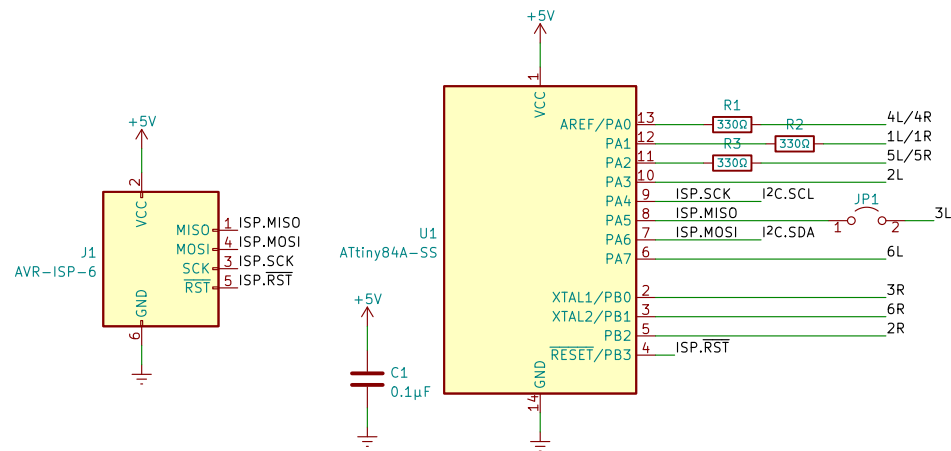 +5V
2
VCC
J1
AVR-ISP-6
MISO 1 ISP.MISO
MOSI 4 ISP.MOSI
SCK 3 ISP.SCK
RST 5 ISP.RST
GND
6
+5V
C1
0.1µF
+5V
1
VCC
U1
ATtiny84A-SS
AREF/PA0 13 R1 330Ω 4L/4R
PA1 12 R2 330Ω 1L/1R
PA2 11 R3 330Ω 5L/5R
PA3 10 2L
PA4 9 ISP.SCK I²C.SCL
PA5 8 ISP.MISO 1 JP1 2 3L
PA6 7 ISP.MOSI I²C.SDA
PA7 6 6L
XTAL1/PB0 2 3R
XTAL2/PB1 3 6R
PB2 5 2R
RESET/PB3 4 ISP.RST
GND
14